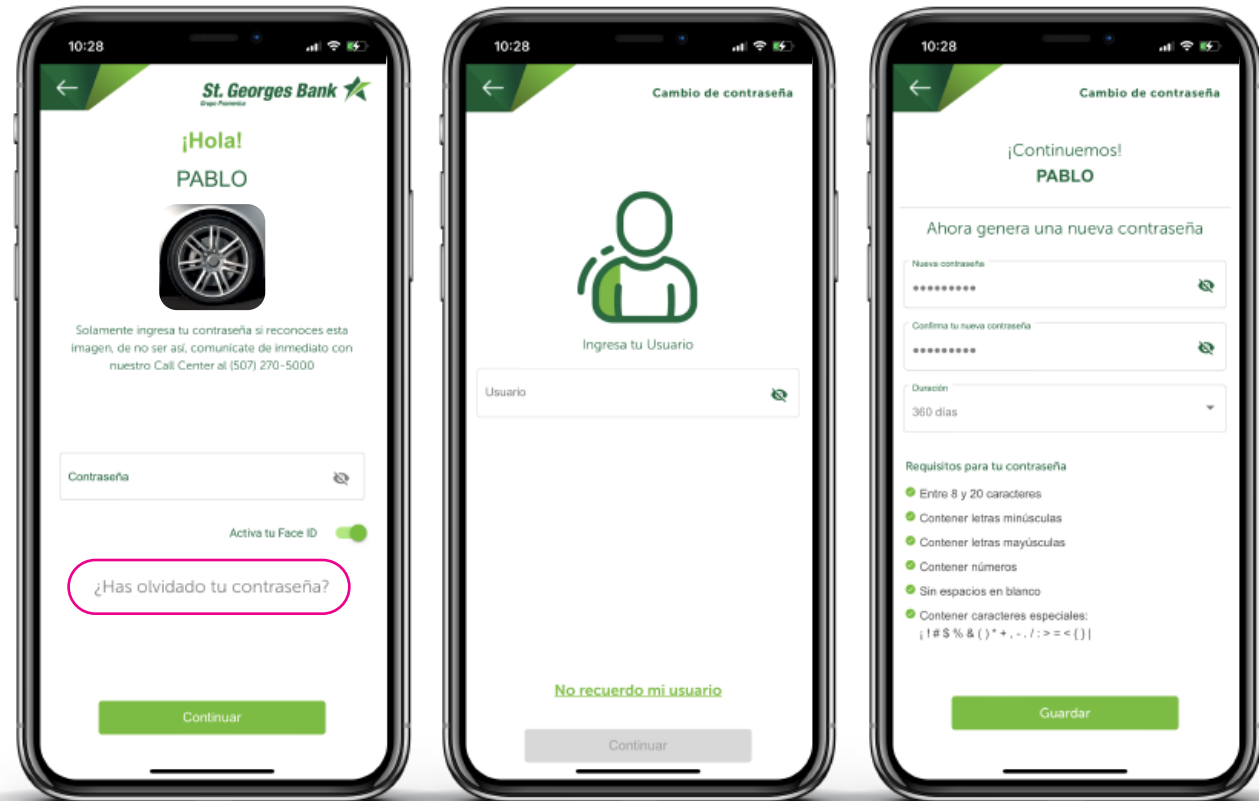 10:28
St. Georges Bank
Grupo Promerica
¡Hola!
PABLO
Solamente ingresa tu contraseña si reconoces esta
imagen, de no ser así, comunícate de inmediato con
nuestro Call Center al (507) 270-5000
Contraseña
Activa tu Face ID
¿Has olvidado tu contraseña?
Continuar
10:28
Cambio de contraseña
Ingresa tu Usuario
Usuario
No recuerdo mi usuario
Continuar
10:28
Cambio de contraseña
¡Continuemos!
PABLO
Ahora genera una nueva contraseña
Nueva contraseña
•••••••••
Confirma tu nueva contraseña
•••••••••
Duración
360 días
Requisitos para tu contraseña
Entre 8 y 20 caracteres
Contener letras minúsculas
Contener letras mayúsculas
Contener números
Sin espacios en blanco
Contener caracteres especiales:
¡ ! # $ % & ( ) * + , - . / : > = < { } |
Guardar